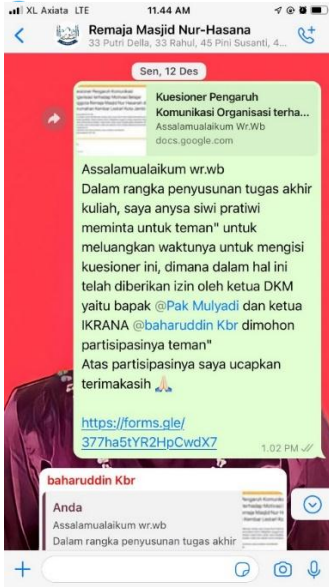 XL Axiata LTE 11.44 AM
Remaja Masjid Nur-Hasana
33 Putri Della, 33 Rahul, 45 Pini Susanti, 4...
Sen, 12 Des
Kuesioner Pengaruh
Komunikasi Organisasi terha...
Assalamualaikum Wr.Wb
docs.google.com
Assalamualaikum wr.wb
Dalam rangka penyusunan tugas akhir
kuliah, saya anysa siwi pratiwi
meminta untuk teman" untuk
meluangkan waktunya untuk mengisi
kuesioner ini, dimana dalam hal ini
telah diberikan izin oleh ketua DKM
yaitu bapak @Pak Mulyadi dan ketua
IKRANA @baharuddin Kbr dimohon
partisipasinya teman"
Atas partisipasinya saya ucapkan
terimakasih 🙏🏻
https://forms.gle/
377ha5tYR2HpCwdX7
1.02 PM
baharuddin Kbr
Anda
Assalamualaikum wr.wb
Dalam rangka penyusunan tugas akhir